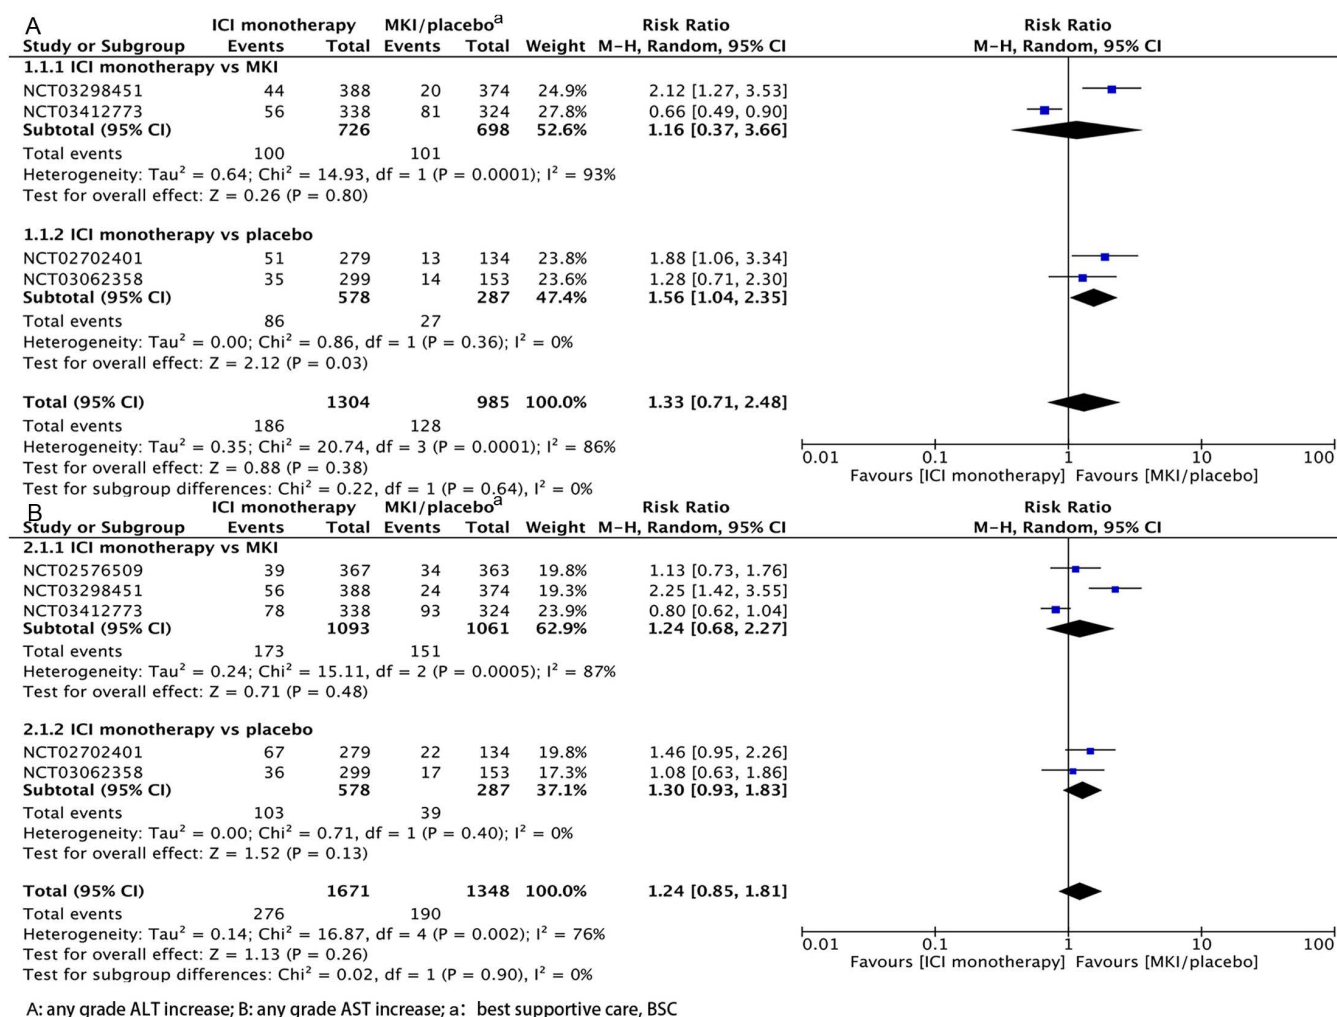 A
ICI monotherapy MKI/placeboᵃ Risk Ratio Risk Ratio
Study or Subgroup Events Total Events Total Weight M-H, Random, 95% CI M-H, Random, 95% CI
1.1.1 ICI monotherapy vs MKI
NCT03298451 44 388 20 374 24.9% 2.12 [1.27, 3.53]
NCT03412773 56 338 81 324 27.8% 0.66 [0.49, 0.90]
Subtotal (95% CI) 726 698 52.6% 1.16 [0.37, 3.66]
Total events 100 101
Heterogeneity: Tau² = 0.64; Chi² = 14.93, df = 1 (P = 0.0001); I² = 93%
Test for overall effect: Z = 0.26 (P = 0.80)
1.1.2 ICI monotherapy vs placebo
NCT02702401 51 279 13 134 23.8% 1.88 [1.06, 3.34]
NCT03062358 35 299 14 153 23.6% 1.28 [0.71, 2.30]
Subtotal (95% CI) 578 287 47.4% 1.56 [1.04, 2.35]
Total events 86 27
Heterogeneity: Tau² = 0.00; Chi² = 0.86, df = 1 (P = 0.36); I² = 0%
Test for overall effect: Z = 2.12 (P = 0.03)
Total (95% CI) 1304 985 100.0% 1.33 [0.71, 2.48]
Total events 186 128
Heterogeneity: Tau² = 0.35; Chi² = 20.74, df = 3 (P = 0.0001); I² = 86%
Test for overall effect: Z = 0.88 (P = 0.38)
Test for subgroup differences: Chi² = 0.22, df = 1 (P = 0.64), I² = 0%
0.01 0.1 1 10 100
Favours [ICI monotherapy] Favours [MKI/placebo]
B
ICI monotherapy MKI/placeboᵃ Risk Ratio Risk Ratio
Study or Subgroup Events Total Events Total Weight M-H, Random, 95% CI M-H, Random, 95% CI
2.1.1 ICI monotherapy vs MKI
NCT02576509 39 367 34 363 19.8% 1.13 [0.73, 1.76]
NCT03298451 56 388 24 374 19.3% 2.25 [1.42, 3.55]
NCT03412773 78 338 93 324 23.9% 0.80 [0.62, 1.04]
Subtotal (95% CI) 1093 1061 62.9% 1.24 [0.68, 2.27]
Total events 173 151
Heterogeneity: Tau² = 0.24; Chi² = 15.11, df = 2 (P = 0.0005); I² = 87%
Test for overall effect: Z = 0.71 (P = 0.48)
2.1.2 ICI monotherapy vs placebo
NCT02702401 67 279 22 134 19.8% 1.46 [0.95, 2.26]
NCT03062358 36 299 17 153 17.3% 1.08 [0.63, 1.86]
Subtotal (95% CI) 578 287 37.1% 1.30 [0.93, 1.83]
Total events 103 39
Heterogeneity: Tau² = 0.00; Chi² = 0.71, df = 1 (P = 0.40); I² = 0%
Test for overall effect: Z = 1.52 (P = 0.13)
Total (95% CI) 1671 1348 100.0% 1.24 [0.85, 1.81]
Total events 276 190
Heterogeneity: Tau² = 0.14; Chi² = 16.87, df = 4 (P = 0.002); I² = 76%
Test for overall effect: Z = 1.13 (P = 0.26)
Test for subgroup differences: Chi² = 0.02, df = 1 (P = 0.90), I² = 0%
0.01 0.1 1 10 100
Favours [ICI monotherapy] Favours [MKI/placebo]
A: any grade ALT increase; B: any grade AST increase; a：best supportive care, BSC